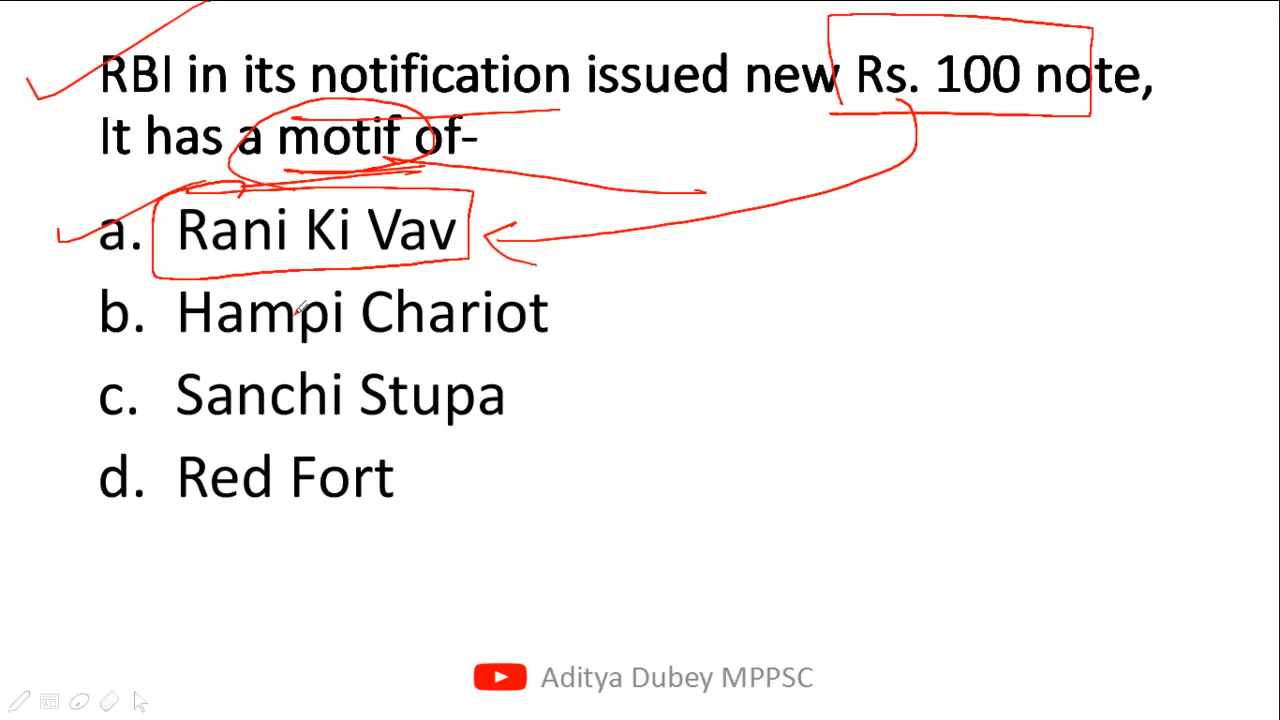 RBI in its notification issued new Rs. 100 note,
It has a motif of-
a. Rani Ki Vav
b. Hampi Chariot
c. Sanchi Stupa
d. Red Fort
Aditya Dubey MPPSC